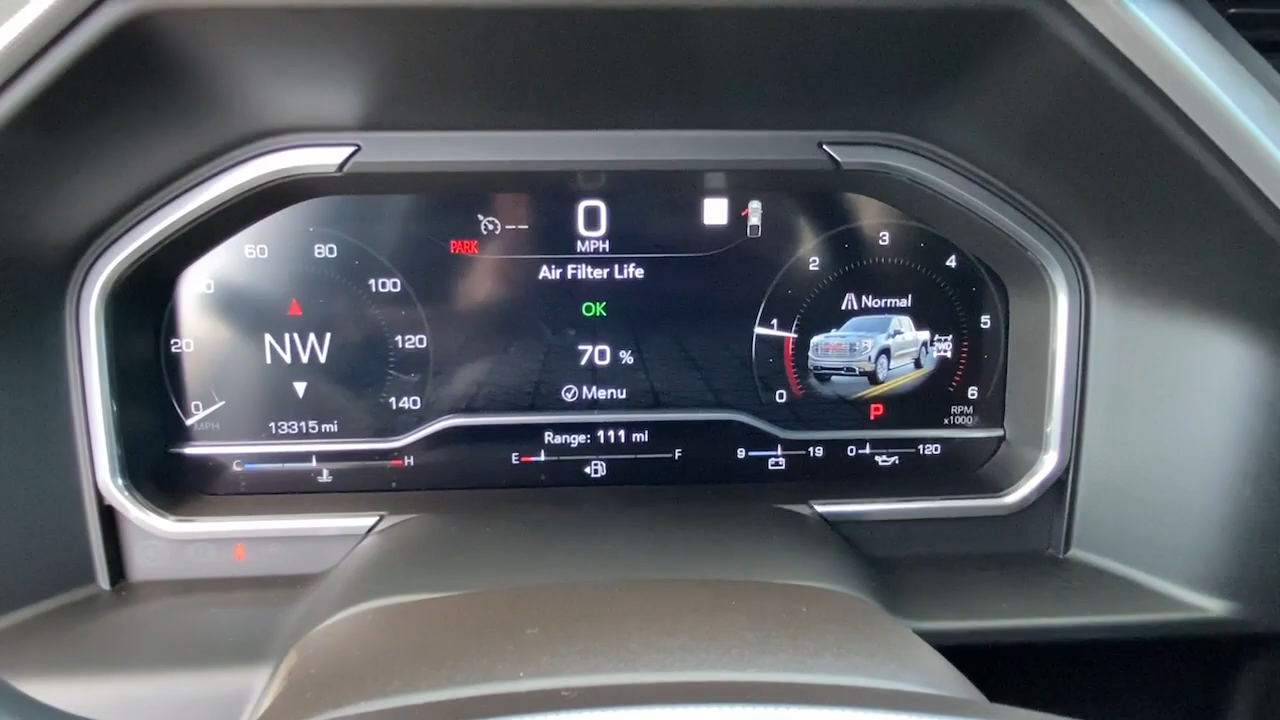 0
MPH
PARK
Air Filter Life
OK
70 %
Menu
60 80
100
20
120
0
140
MPH
NW
13315 mi
3
2 4
1 5
0 6
Normal
2WD
P
RPM
x1000
C H
Range: 111 mi
E F
9 19
0 120